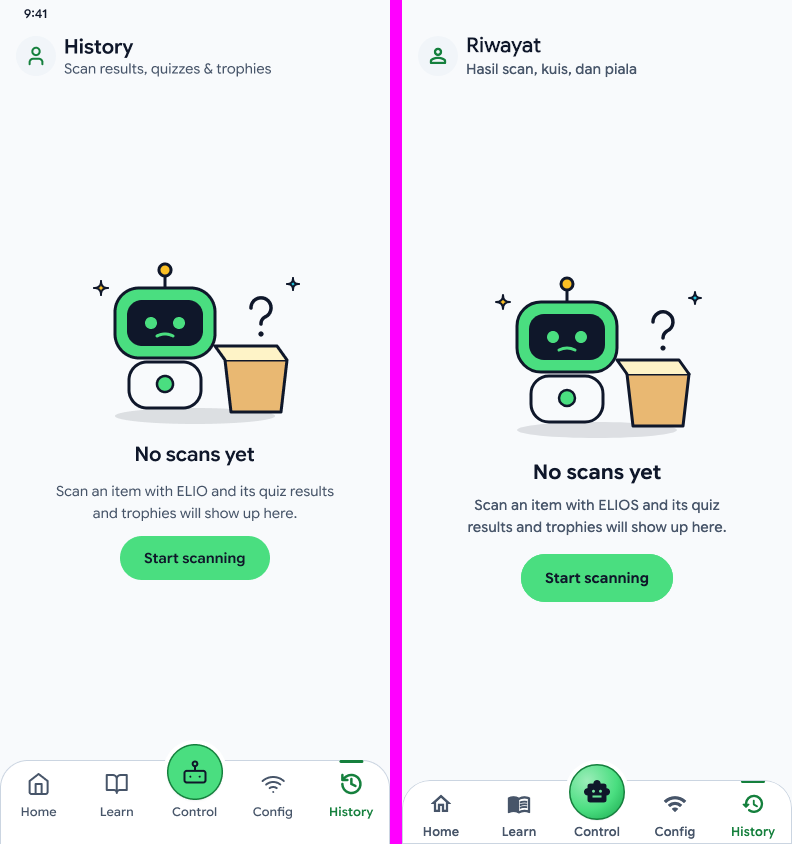 9:41
History
Scan results, quizzes & trophies
No scans yet
Scan an item with ELIO and its quiz results
and trophies will show up here.
Start scanning
Home
Learn
Control
Config
History
Riwayat
Hasil scan, kuis, dan piala
No scans yet
Scan an item with ELIOS and its quiz
results and trophies will show up here.
Start scanning
Home
Learn
Control
Config
History